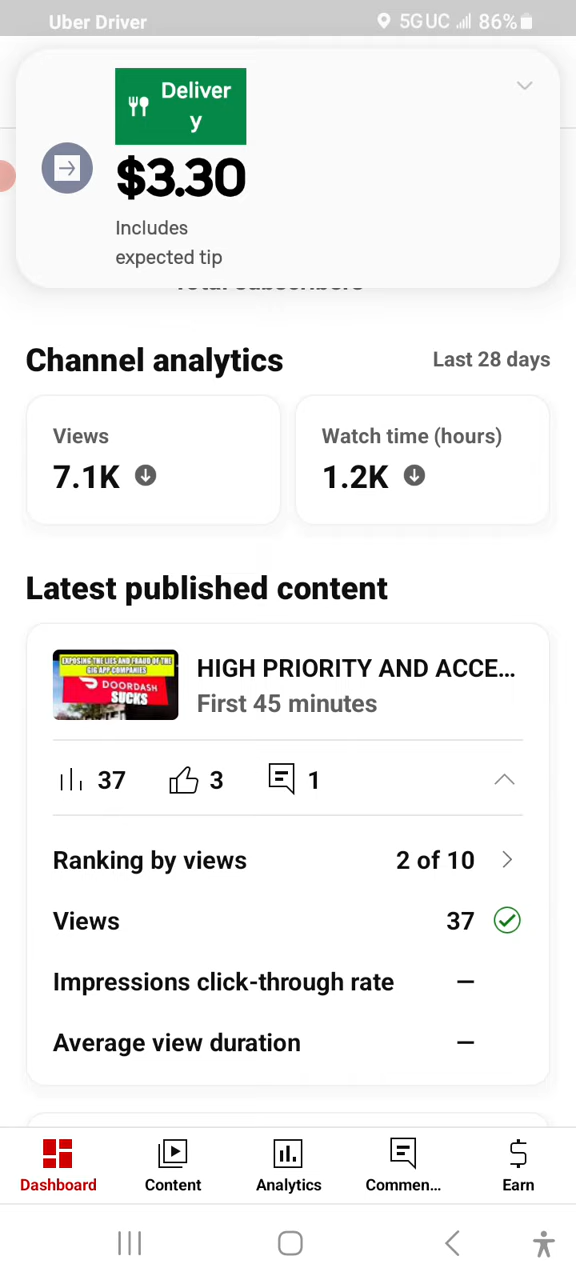 Uber Driver 5G UC 86%
Deliver
y
$3.30
Includes
expected tip
Total subscribers
Channel analytics Last 28 days
Views Watch time (hours)
7.1K 1.2K
Latest published content
EXPOSING THE LIES AND FRAUD OF THE
GIG APP COMPANIES
DOORDASH
SUCKS
HIGH PRIORITY AND ACCE...
First 45 minutes
37 3 1
Ranking by views 2 of 10
Views 37
Impressions click-through rate —
Average view duration —
Dashboard Content Analytics Commen... Earn